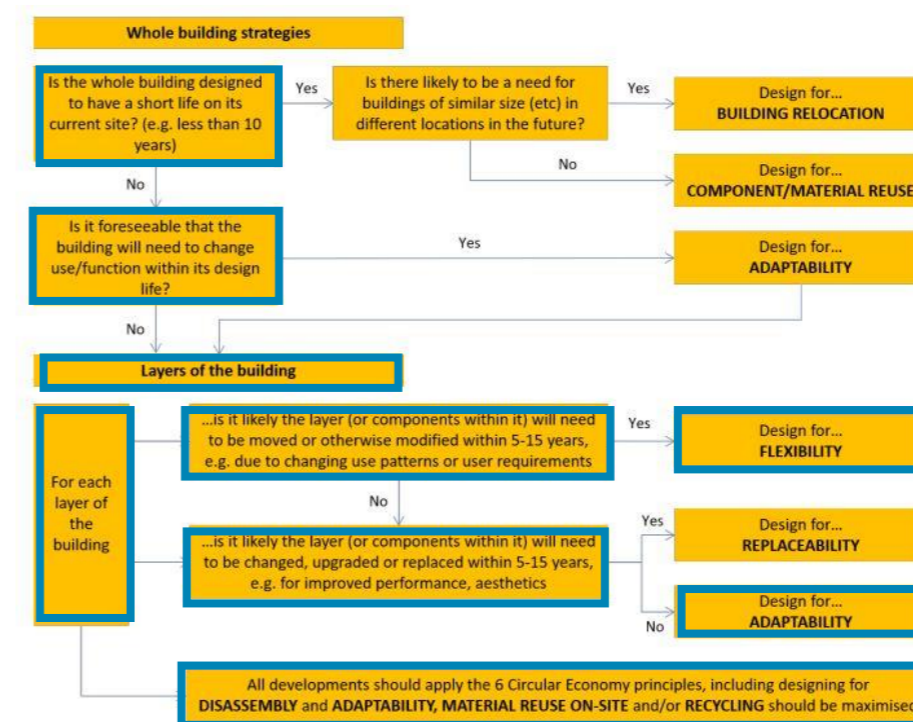 Whole building strategies
Is the whole building designed
to have a short life on its
current site? (e.g. less than 10
years)
Yes
Is there likely to be a need for
buildings of similar size (etc) in
different locations in the future?
Yes
Design for...
BUILDING RELOCATION
No
Design for...
COMPONENT/MATERIAL REUSE
No
Is it foreseeable that the
building will need to change
use/function within its design
life?
Yes
Design for...
ADAPTABILITY
No
Layers of the building
For each
layer of
the
building
...is it likely the layer (or components within it) will need
to be moved or otherwise modified within 5-15 years,
e.g. due to changing use patterns or user requirements
Yes
Design for...
FLEXIBILITY
No
...is it likely the layer (or components within it) will need
to be changed, upgraded or replaced within 5-15 years,
e.g. for improved performance, aesthetics
Yes
Design for...
REPLACEABILITY
No
Design for...
ADAPTABILITY
All developments should apply the 6 Circular Economy principles, including designing for
DISASSEMBLY and ADAPTABILITY, MATERIAL REUSE ON-SITE and/or RECYCLING should be maximised